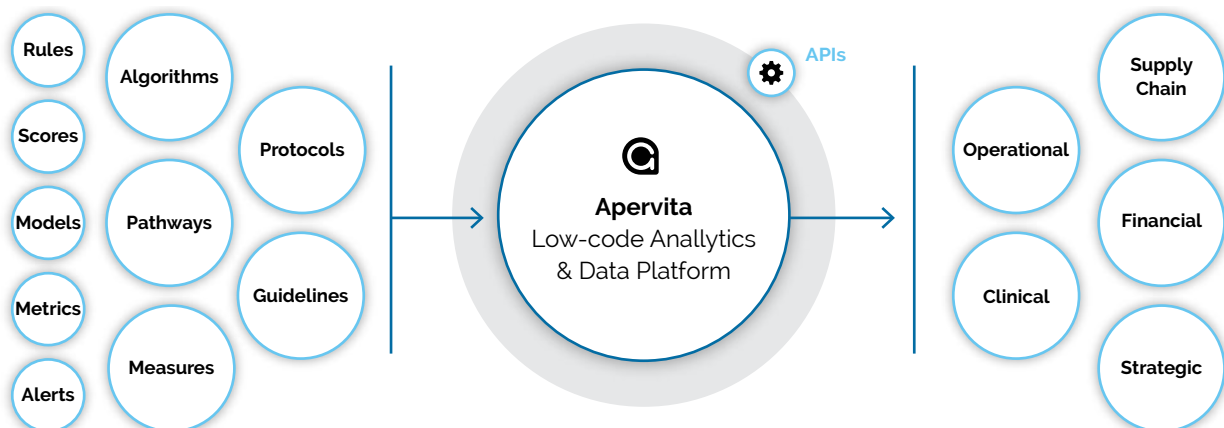 Rules
Scores
Models
Metrics
Alerts
Algorithms
Pathways
Measures
Protocols
Guidelines
APIs
Apervita
Low-code Anallytics
& Data Platform
Operational
Clinical
Supply
Chain
Financial
Strategic